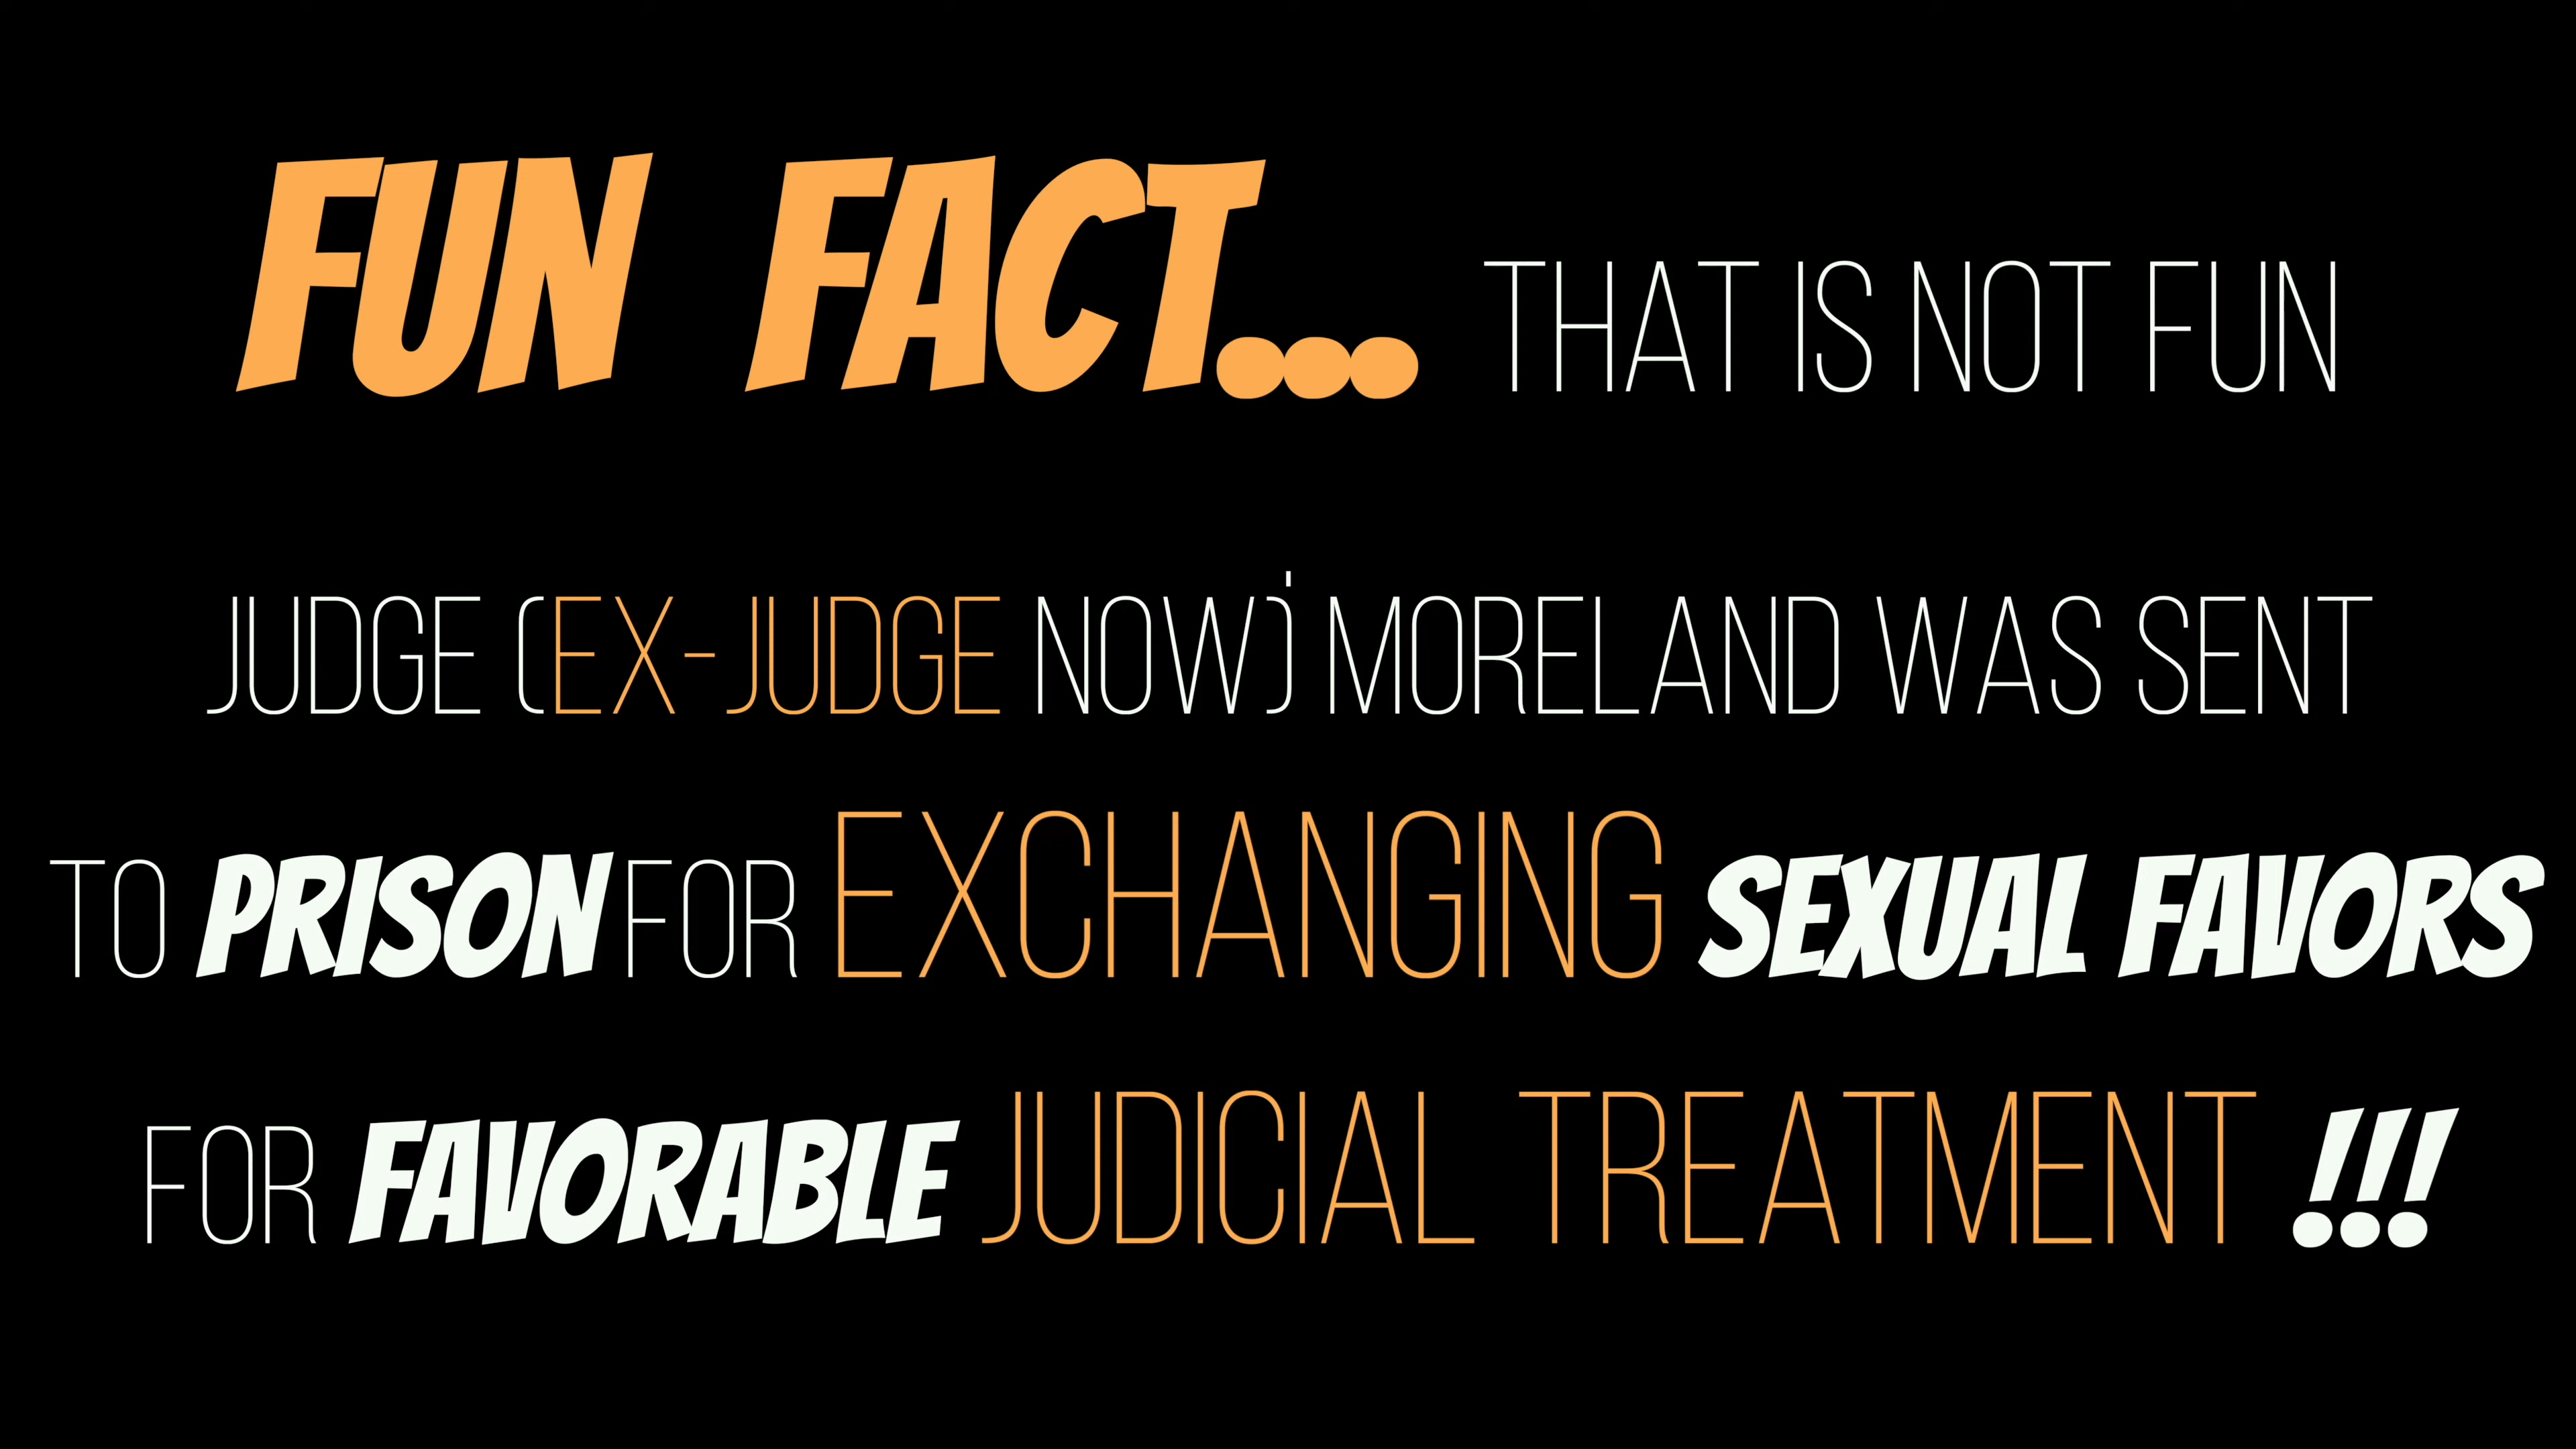 FUN FACT... THAT IS NOT FUN
JUDGE (EX-JUDGE NOW)' MORELAND WAS SENT
TO PRISON FOR EXCHANGING SEXUAL FAVORS
FOR FAVORABLE JUDICIAL TREATMENT !!!